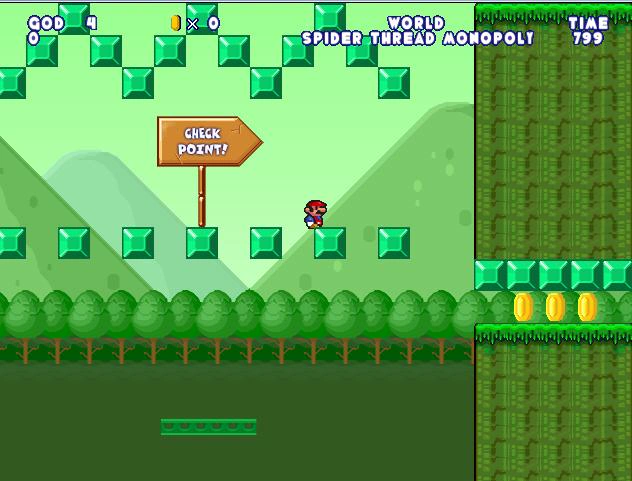 GOD 4
0
× 0
WORLD
SPIDER THREAD MONOPOLY
TIME
799
CHECK
POINT!